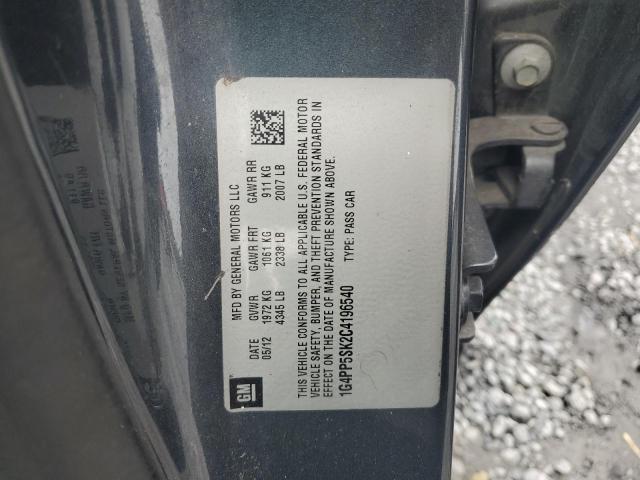 GM
MFD BY GENERAL MOTORS LLC
DATE GVWR GAWR FRT GAWR RR
05/12 1972 KG 1061 KG 911 KG
4345 LB 2338 LB 2007 LB
THIS VEHICLE CONFORMS TO ALL APPLICABLE U.S. FEDERAL MOTOR
VEHICLE SAFETY, BUMPER, AND THEFT PREVENTION STANDARDS IN
EFFECT ON THE DATE OF MANUFACTURE SHOWN ABOVE.
1G4PP5SK2C4196540 TYPE: PASS CAR